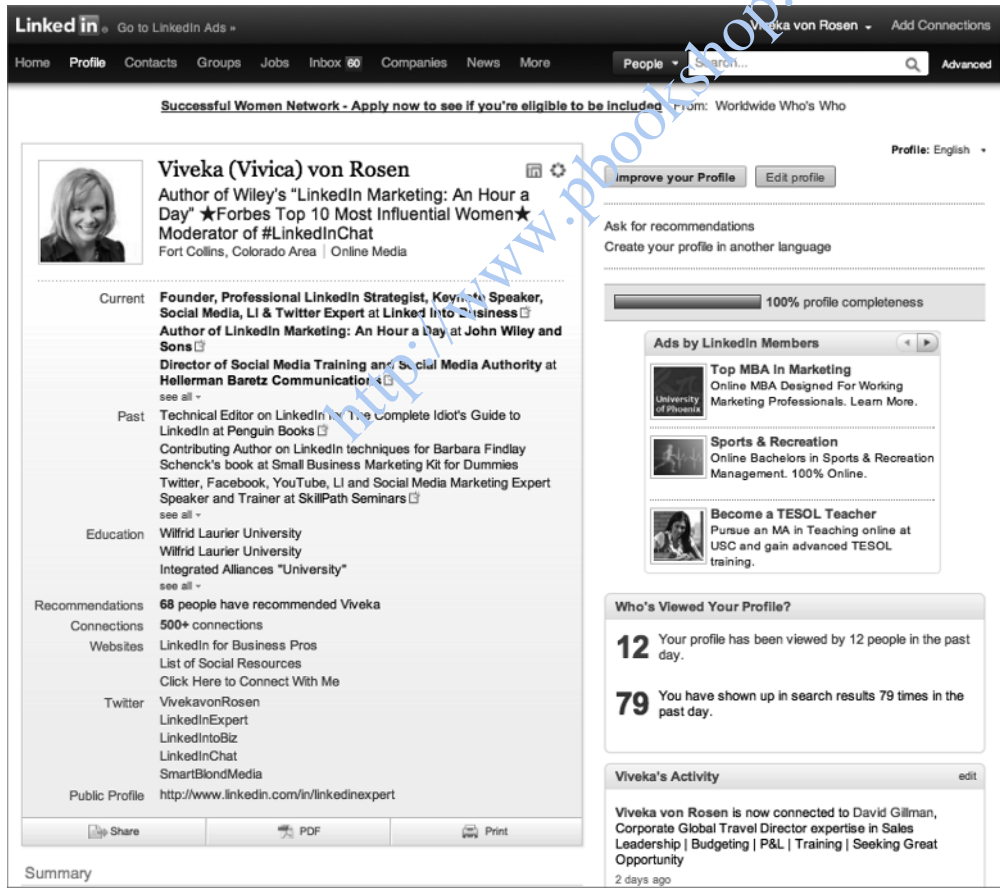 Linked in Go to LinkedIn Ads » Viveka von Rosen Add Connections
Home Profile Contacts Groups Jobs Inbox 60 Companies News More People Search... Advanced
Successful Women Network - Apply now to see if you're eligible to be included From: Worldwide Who's Who
Viveka (Vivica) von Rosen
Author of Wiley's "LinkedIn Marketing: An Hour a
Day" ★Forbes Top 10 Most Influential Women★
Moderator of #LinkedInChat
Fort Collins, Colorado Area | Online Media
Current Founder, Professional LinkedIn Strategist, Keynote Speaker,
Social Media, LI & Twitter Expert at Linked Into Business
Author of LinkedIn Marketing: An Hour a Day at John Wiley and
Sons
Director of Social Media Training and Social Media Authority at
Hellerman Baretz Communications
see all
Past Technical Editor on LinkedIn for The Complete Idiot's Guide to
LinkedIn at Penguin Books
Contributing Author on LinkedIn techniques for Barbara Findlay
Schenck's book at Small Business Marketing Kit for Dummies
Twitter, Facebook, YouTube, LI and Social Media Marketing Expert
Speaker and Trainer at SkillPath Seminars
see all
Education Wilfrid Laurier University
Wilfrid Laurier University
Integrated Alliances "University"
see all
Recommendations 68 people have recommended Viveka
Connections 500+ connections
Websites LinkedIn for Business Pros
List of Social Resources
Click Here to Connect With Me
Twitter VivekavonRosen
LinkedInExpert
LinkedIntoBiz
LinkedInChat
SmartBlondMedia
Public Profile http://www.linkedin.com/in/linkedinexpert
Share PDF Print
Summary
Profile: English
Improve your Profile Edit profile
Ask for recommendations
Create your profile in another language
100% profile completeness
Ads by LinkedIn Members
University
of Phoenix
Top MBA In Marketing
Online MBA Designed For Working
Marketing Professionals. Learn More.
Sports & Recreation
Online Bachelors in Sports & Recreation
Management. 100% Online.
Become a TESOL Teacher
Pursue an MA in Teaching online at
USC and gain advanced TESOL
training.
Who's Viewed Your Profile?
12 Your profile has been viewed by 12 people in the past
day.
79 You have shown up in search results 79 times in the
past day.
Viveka's Activity edit
Viveka von Rosen is now connected to David Gillman,
Corporate Global Travel Director expertise in Sales
Leadership | Budgeting | P&L | Training | Seeking Great
Opportunity
2 days ago
http://www.pbookshop.